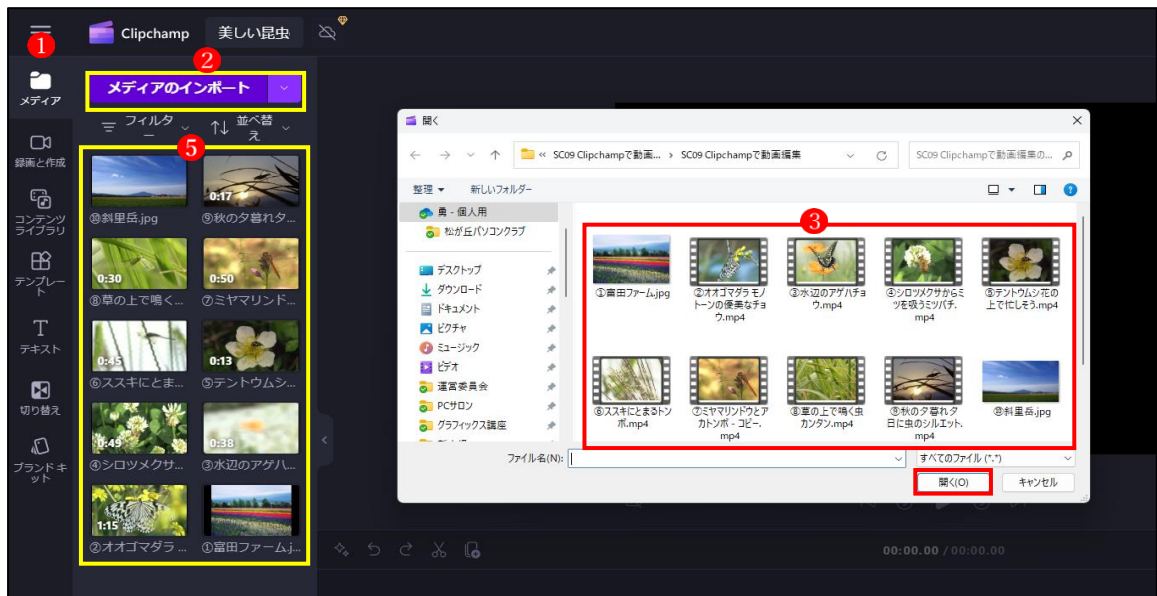 1
Clipchamp
美しい昆虫
2
メディア
メディアのインポート
フィルター
並べ替え
5
録画と作成
コンテンツ
ライブラリ
テンプレー
ト
テキスト
切り替え
ブランド キ
ット
⑩斜里岳.jpg
0:17
⑨秋の夕暮れタ...
0:30
⑧草の上で鳴く...
0:50
⑦ミヤマリンド...
0:45
⑥ススキにとま...
0:13
⑤テントウムシ...
0:49
④シロツメクサ...
0:38
③水辺のアゲハ...
1:15
②オオゴマダラ ...
①富田ファーム.j...
開く
« SC09 Clipchampで動画... › SC09 Clipchampで動画編集
SC09 Clipchampで動画編集の...
整理
新しいフォルダー
勇 - 個人用
松が丘パソコンクラブ
デスクトップ
ダウンロード
ドキュメント
ピクチャ
ミュージック
ビデオ
運営委員会
PCサロン
グラフィックス講座
3
①富田ファーム.jpg
②オオゴマダラ モノ
トーンの優美なチョ
ウ.mp4
③水辺のアゲハチョ
ウ.mp4
④シロツメクサからミ
ツを吸うミツバチ.
mp4
⑤テントウムシ花の
上で忙しそう.mp4
⑥ススキにとまるトン
ボ.mp4
⑦ミヤマリンドウとア
カトンボ - コピー.
mp4
⑧草の上で鳴く虫
カンタン.mp4
⑨秋の夕暮れ夕
日に虫のシルエット.
mp4
⑩斜里岳.jpg
ファイル名(N):
すべてのファイル (*.*)
開く(O)
キャンセル
00:00.00 / 00:00.00